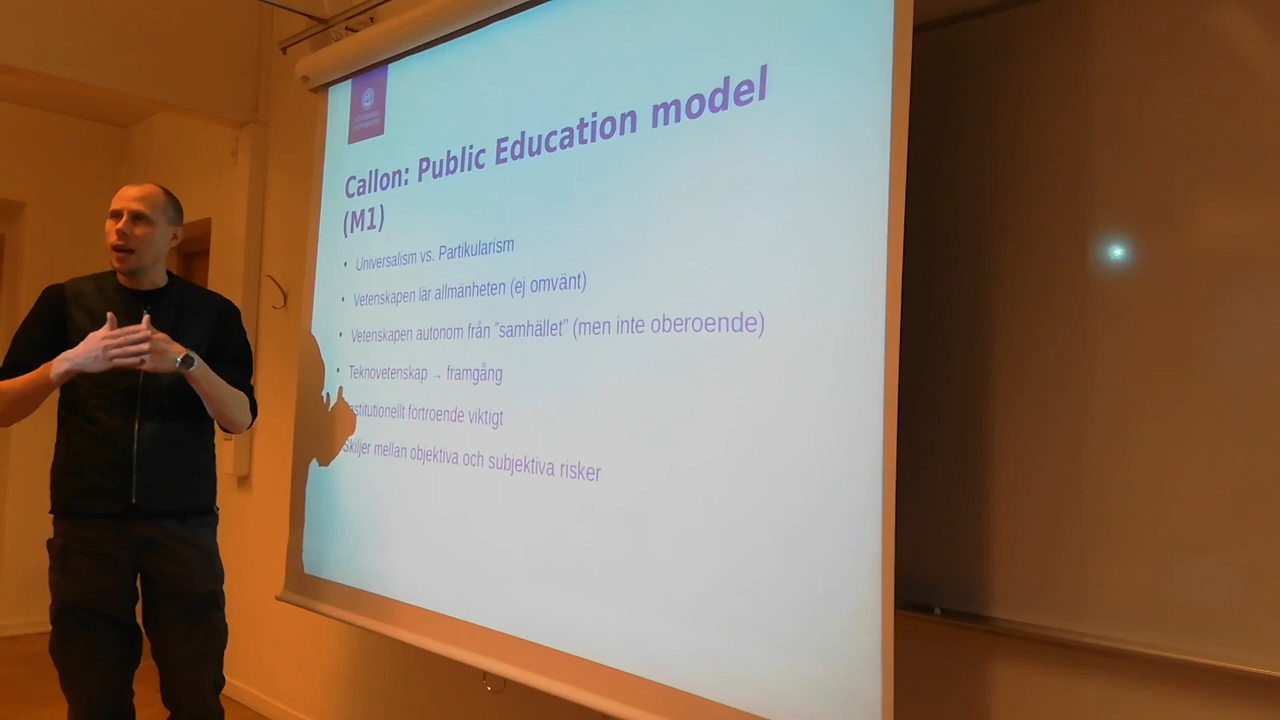 Callon: Public Education model
(M1)
• Universalism vs. Partikularism
• Vetenskapen lär allmänheten (ej omvänt)
• Vetenskapen autonom från "samhället" (men inte oberoende)
• Teknovetenskap → framgång
stitutionellt förtroende viktigt
Skiljer mellan objektiva och subjektiva risker